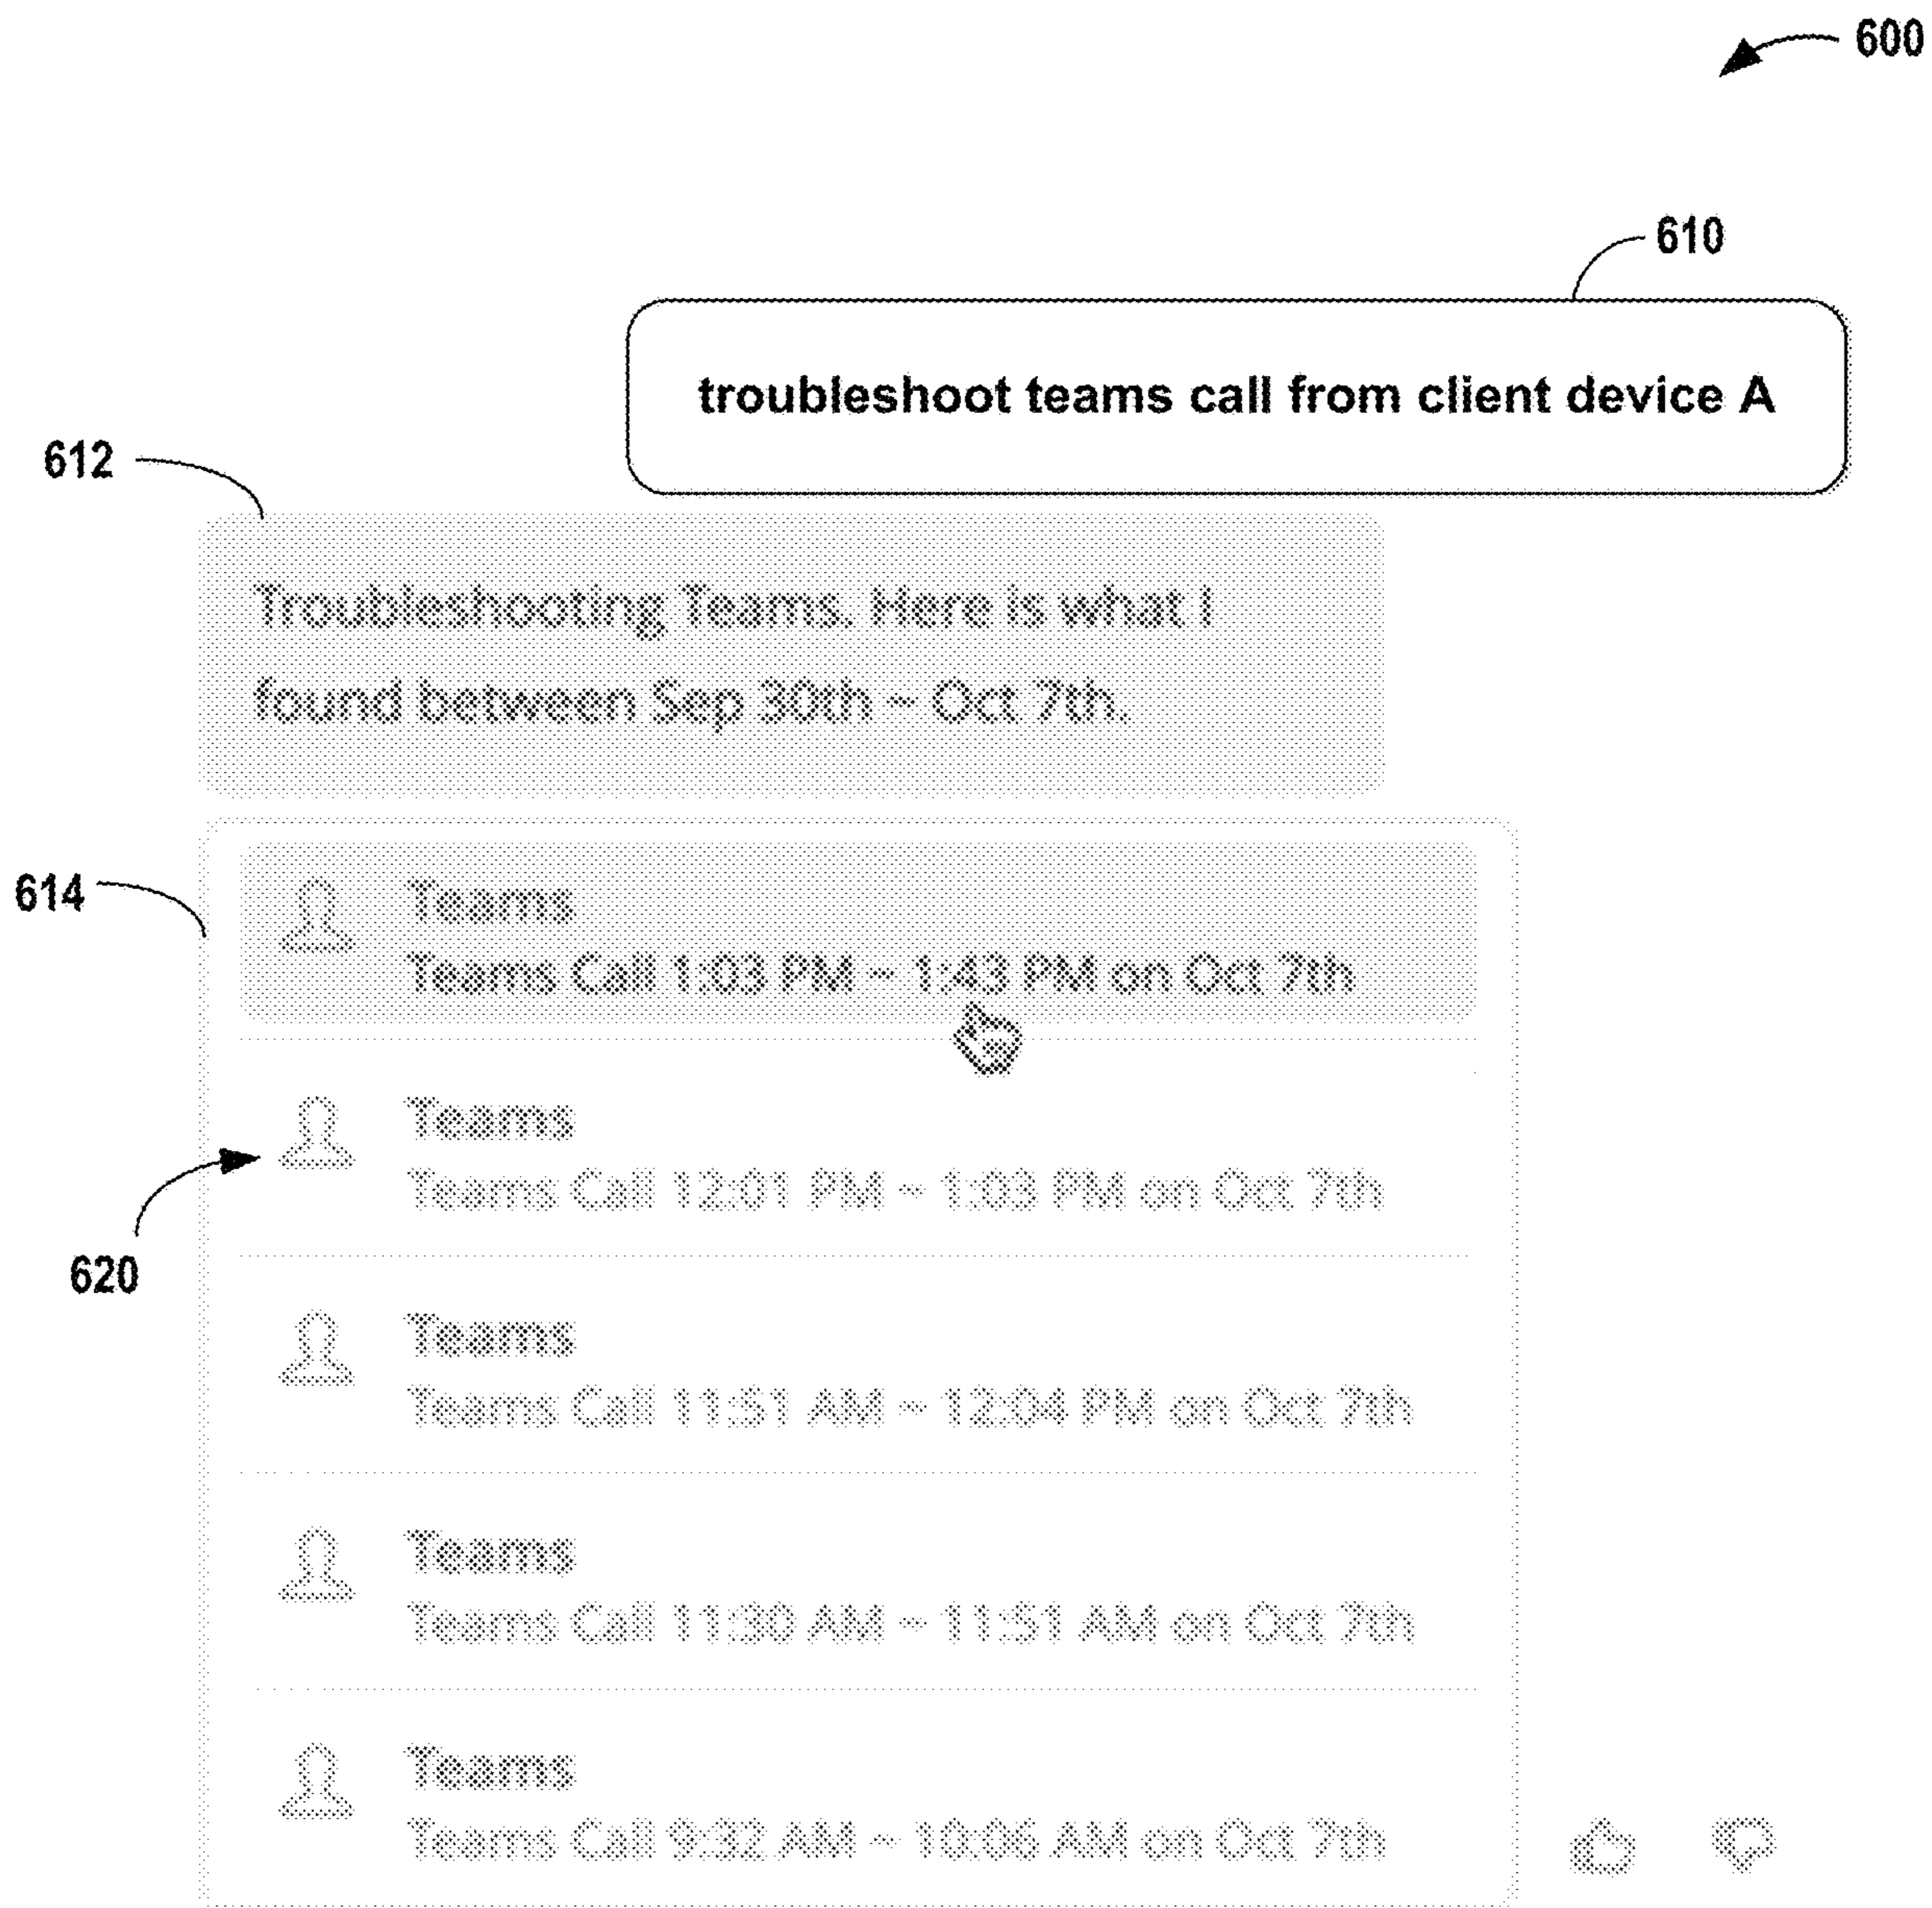 600
610
troubleshoot teams call from client device A
612
Troubleshooting Teams. Here is what I
found between Sep 30th ~ Oct 7th.
614
Teams
Teams Call 1:03 PM ~ 1:43 PM on Oct 7th
Teams
Teams Call 12:01 PM ~ 1:03 PM on Oct 7th
620
Teams
Teams Call 11:51 AM ~ 12:04 PM on Oct 7th
Teams
Teams Call 11:30 AM ~ 11:51 AM on Oct 7th
Teams
Teams Call 9:32 AM ~ 10:06 AM on Oct 7th